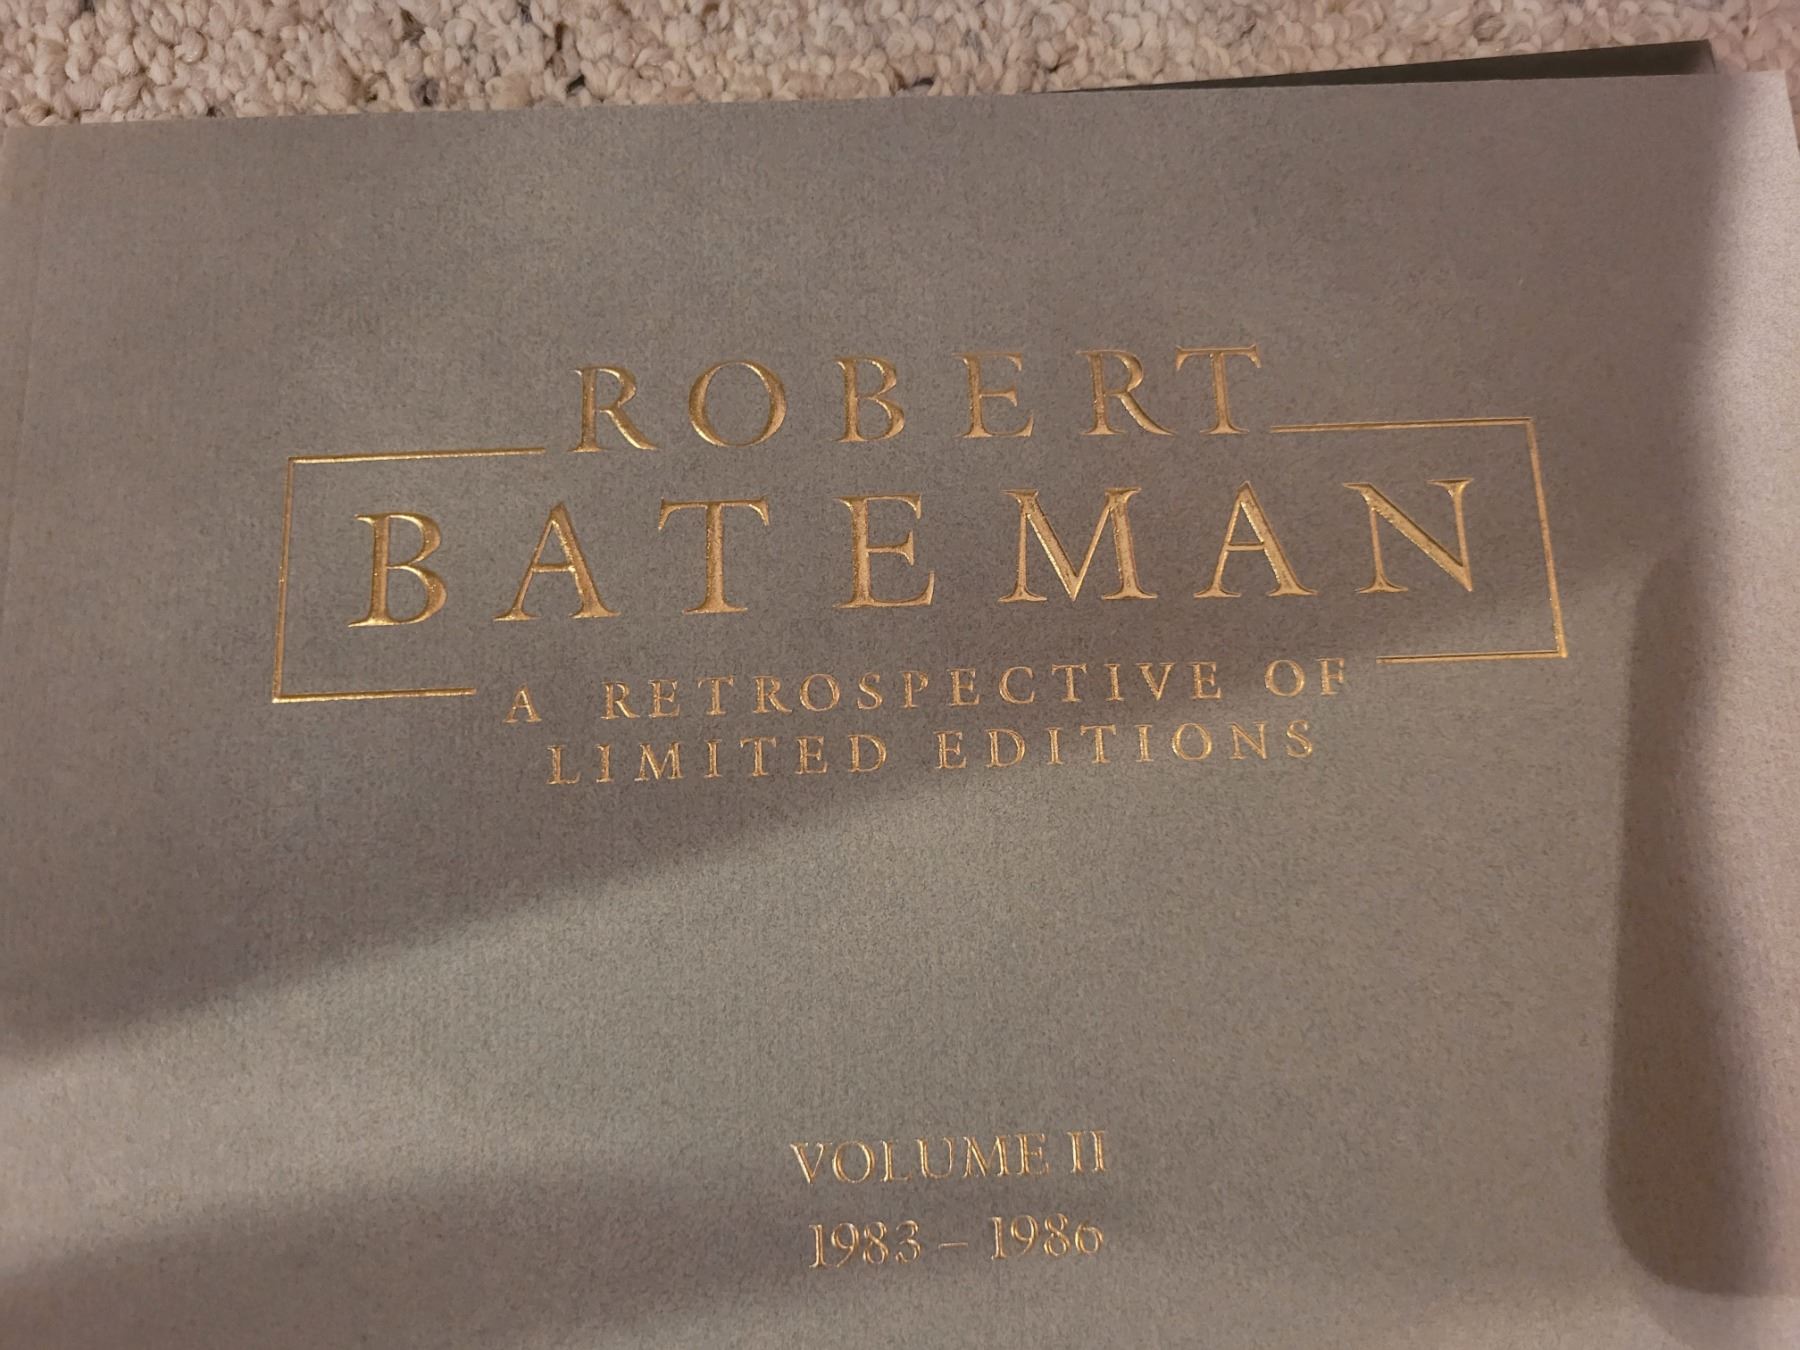 ROBERT
BATEMAN
A RETROSPECTIVE OF
LIMITED EDITIONS
VOLUME II
1983 – 1986